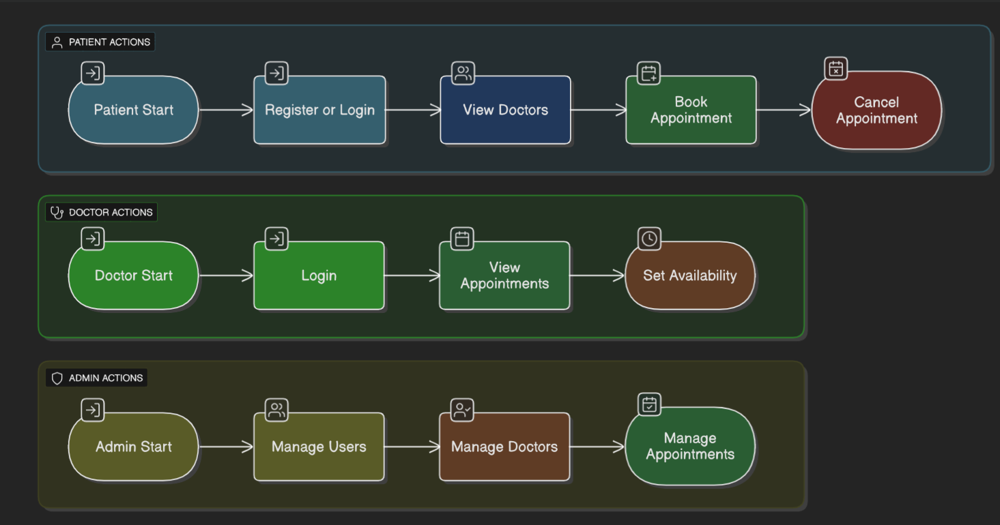 PATIENT ACTIONS
Patient Start
Register or Login
View Doctors
Book
Appointment
Cancel
Appointment
DOCTOR ACTIONS
Doctor Start
Login
View
Appointments
Set Availability
ADMIN ACTIONS
Admin Start
Manage Users
Manage Doctors
Manage
Appointments